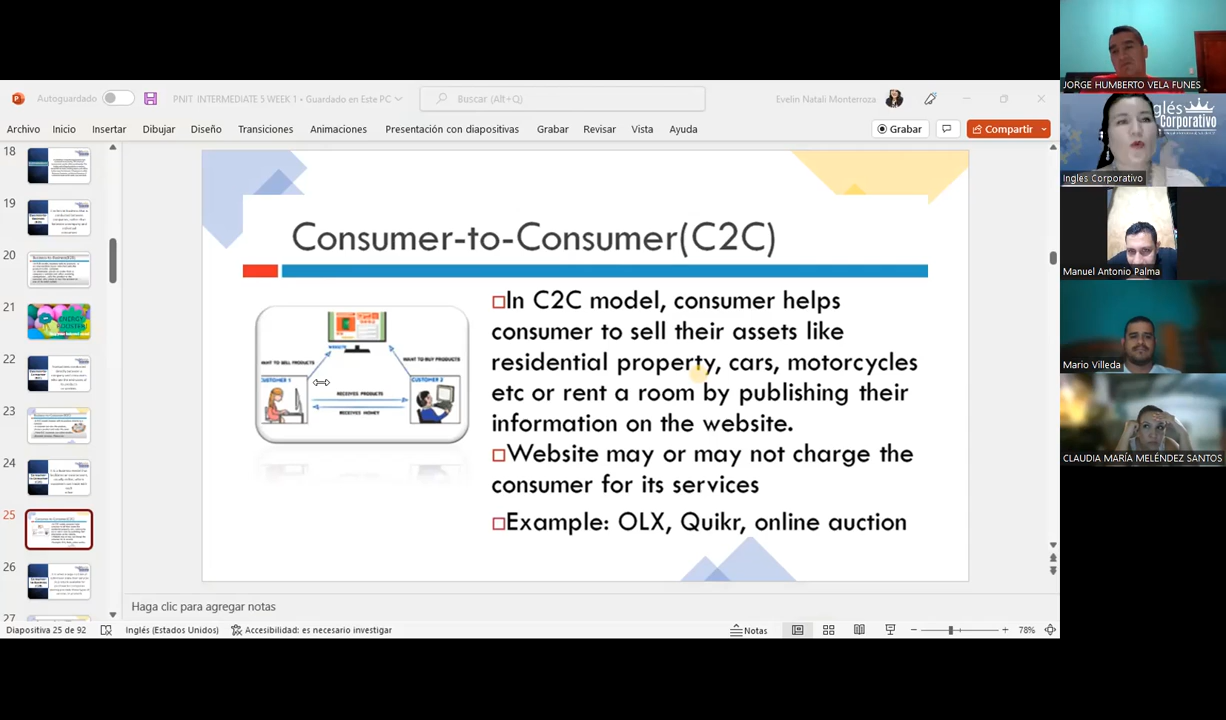 Autoguardado
PNIT INTERMEDIATE 5 WEEK 1 • Guardado en Este PC
Buscar (Alt+Q)
Evelin Natali Monterroza
Archivo Inicio Insertar Dibujar Diseño Transiciones Animaciones Presentación con diapositivas Grabar Revisar Vista Ayuda
Grabar
Compartir
18
19
20
21
22
23
24
25
26
27
Consumer-to-Consumer(C2C)
WANT TO BUY PRODUCTS
CUSTOMER 1
CUSTOMER 2
RECEIVES PRODUCTS
RECEIVES MONEY
In C2C model, consumer helps
consumer to sell their assets like
residential property, cars, motorcycles
etc or rent a room by publishing their
information on the website.
Website may or may not charge the
consumer for its services
Example: OLX, Quikr, online auction
Haga clic para agregar notas
Diapositiva 25 de 92
Inglés (Estados Unidos)
Accesibilidad: es necesario investigar
Notas
78%
JORGE HUMBERTO VELA FUNES
glés
Corporativo
Inglés Corporativo
Manuel Antonio Palma
Mario Villeda
CLAUDIA MARÍA MELÉNDEZ SANTOS